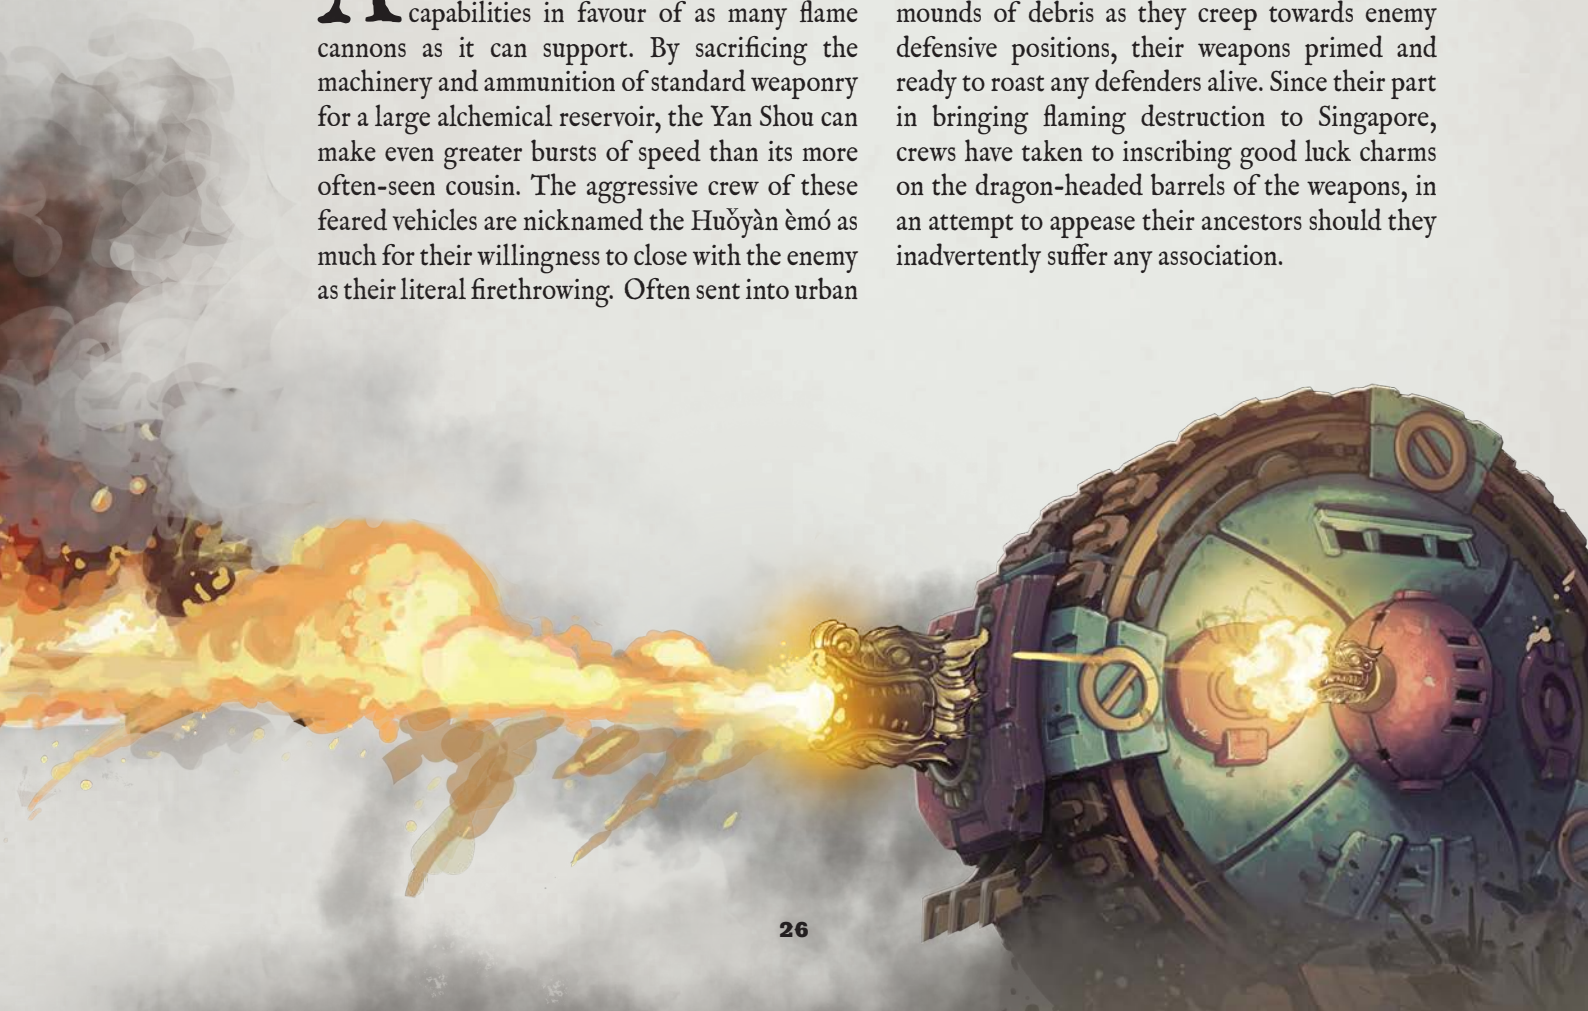 A capabilities in favour of as many flame
cannons as it can support. By sacrificing the
machinery and ammunition of standard weaponry
for a large alchemical reservoir, the Yan Shou can
make even greater bursts of speed than its more
often-seen cousin. The aggressive crew of these
feared vehicles are nicknamed the Huǒyàn èmó as
much for their willingness to close with the enemy
as their literal firethrowing. Often sent into urban
mounds of debris as they creep towards enemy
defensive positions, their weapons primed and
ready to roast any defenders alive. Since their part
in bringing flaming destruction to Singapore,
crews have taken to inscribing good luck charms
on the dragon-headed barrels of the weapons, in
an attempt to appease their ancestors should they
inadvertently suffer any association.
26